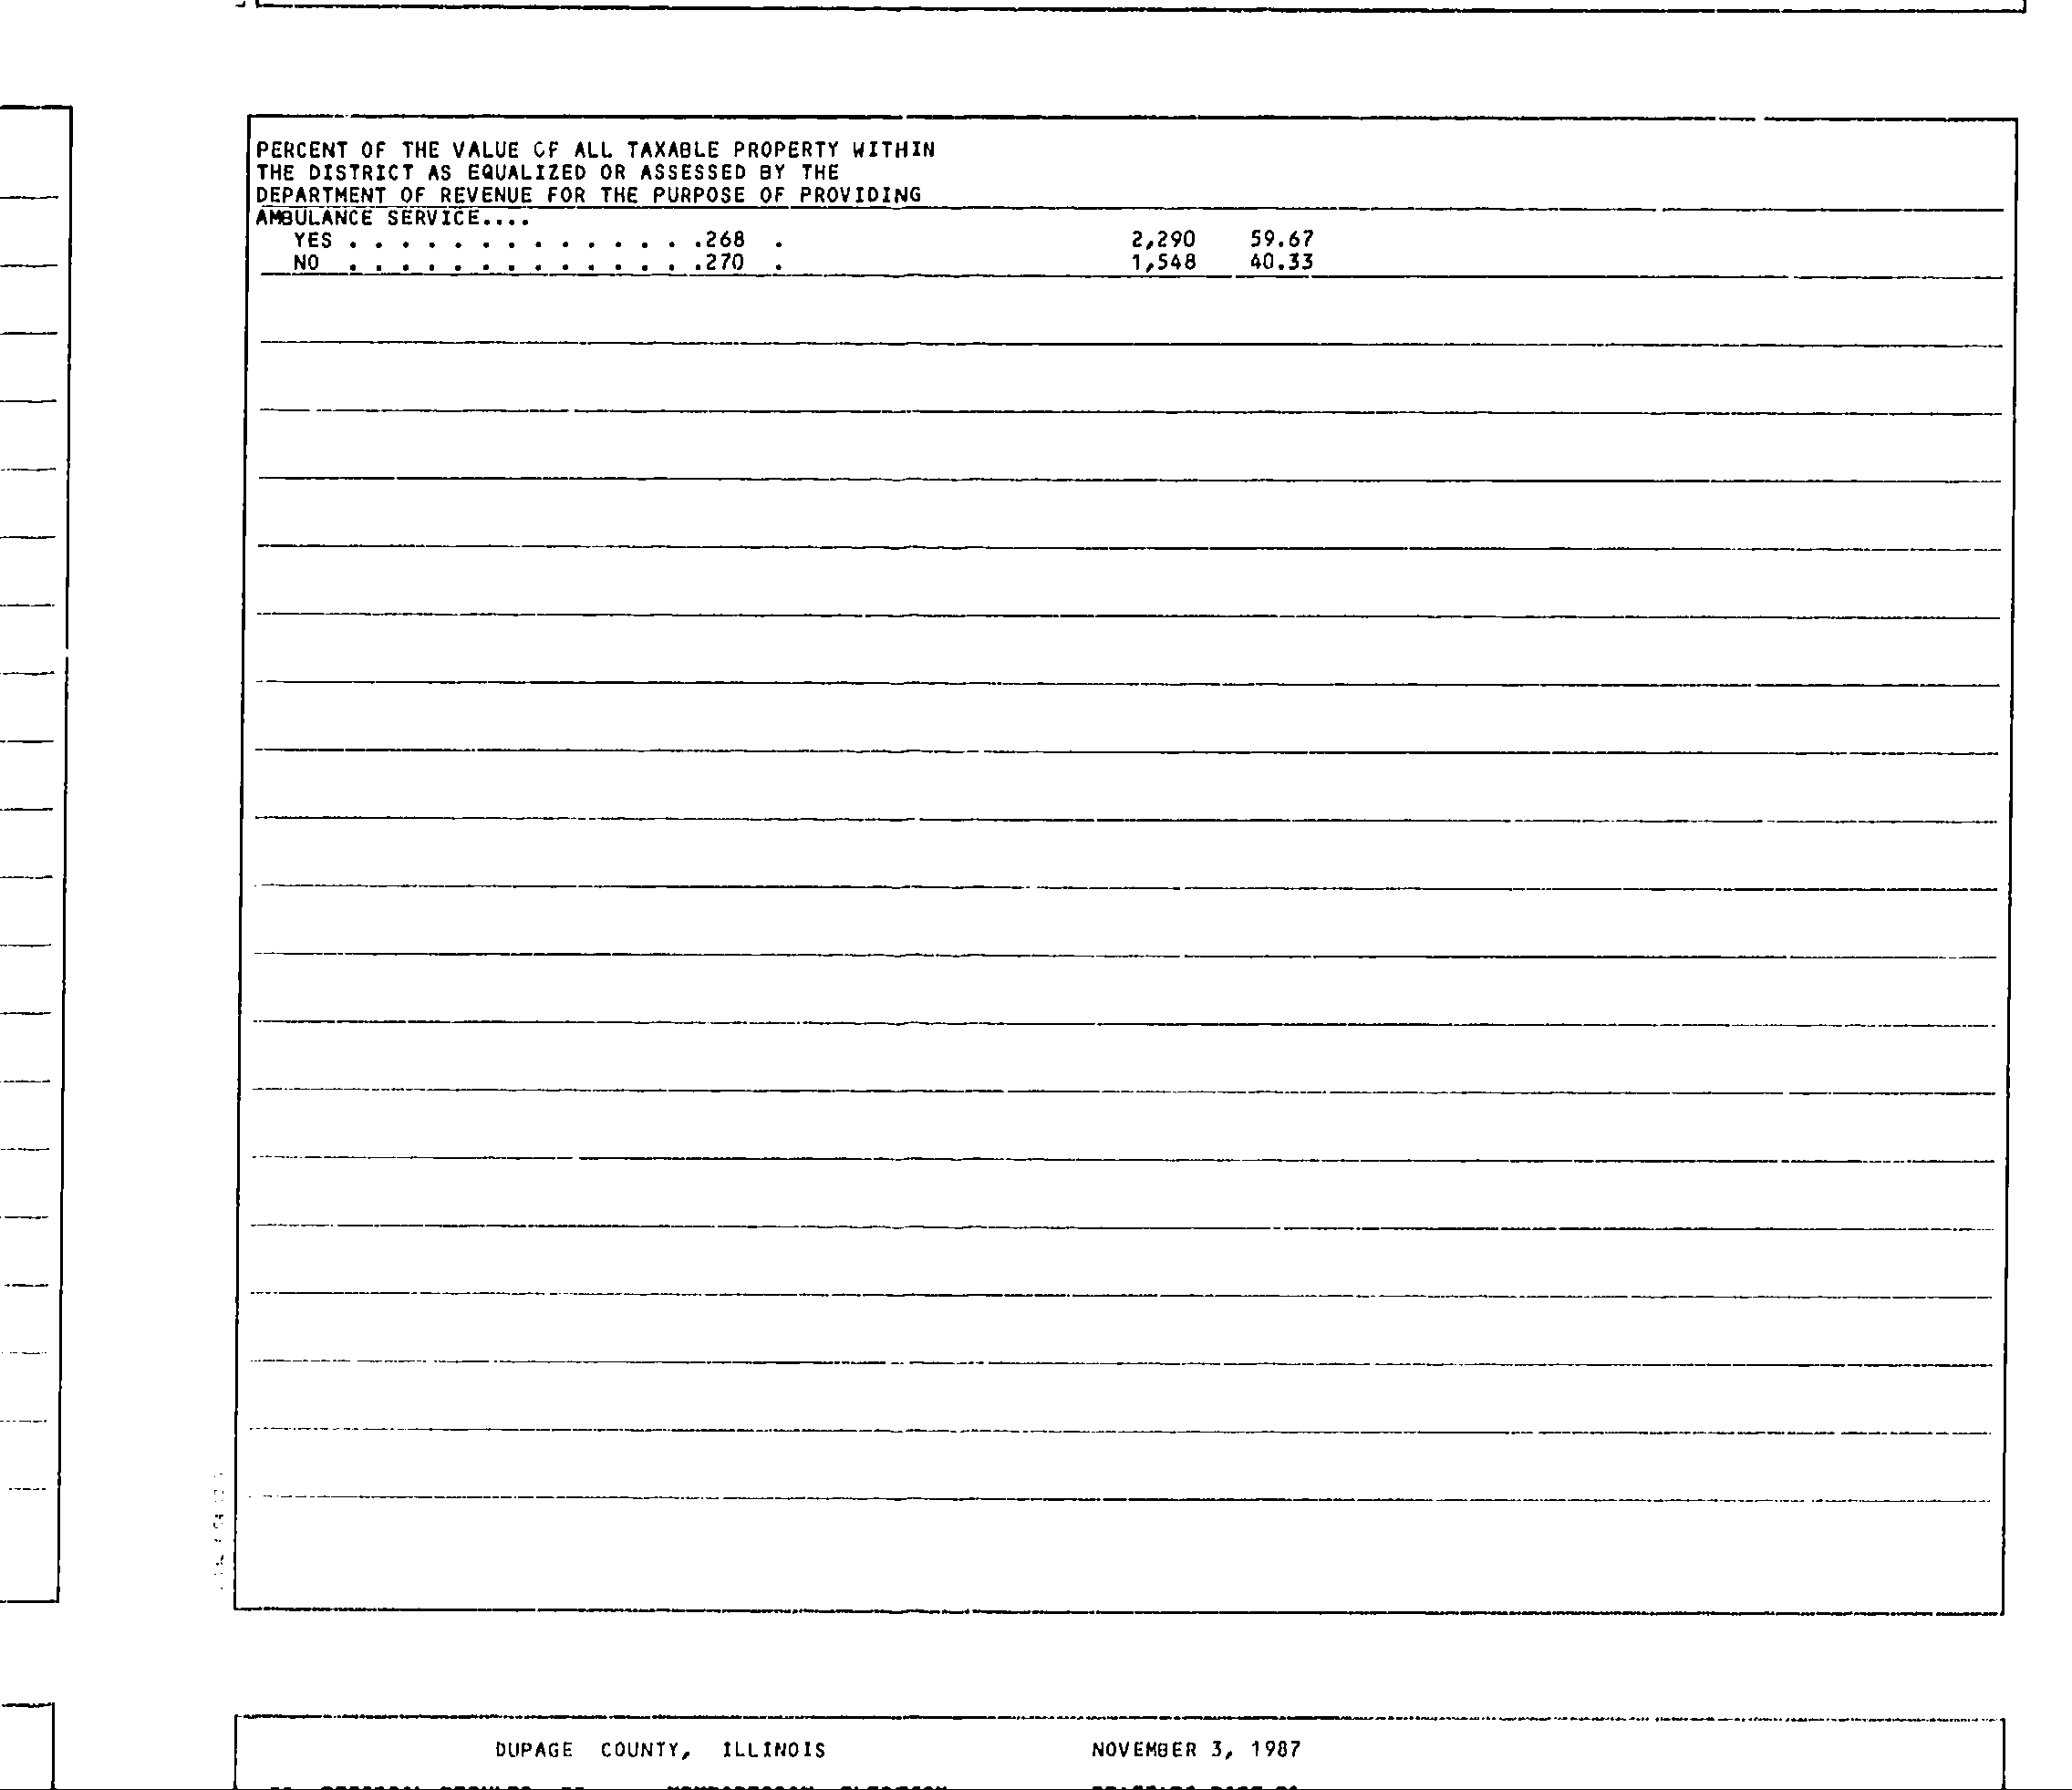 PERCENT OF THE VALUE OF ALL TAXABLE PROPERTY WITHIN
THE DISTRICT AS EQUALIZED OR ASSESSED BY THE
DEPARTMENT OF REVENUE FOR THE PURPOSE OF PROVIDING
AMBULANCE SERVICE....
YES . . . . . . . . . . . . . .268 . 2,290 59.67
NO . . . . . . . . . . . . . .270 . 1,548 40.33
DUPAGE COUNTY, ILLINOIS NOVEMBER 3, 1987